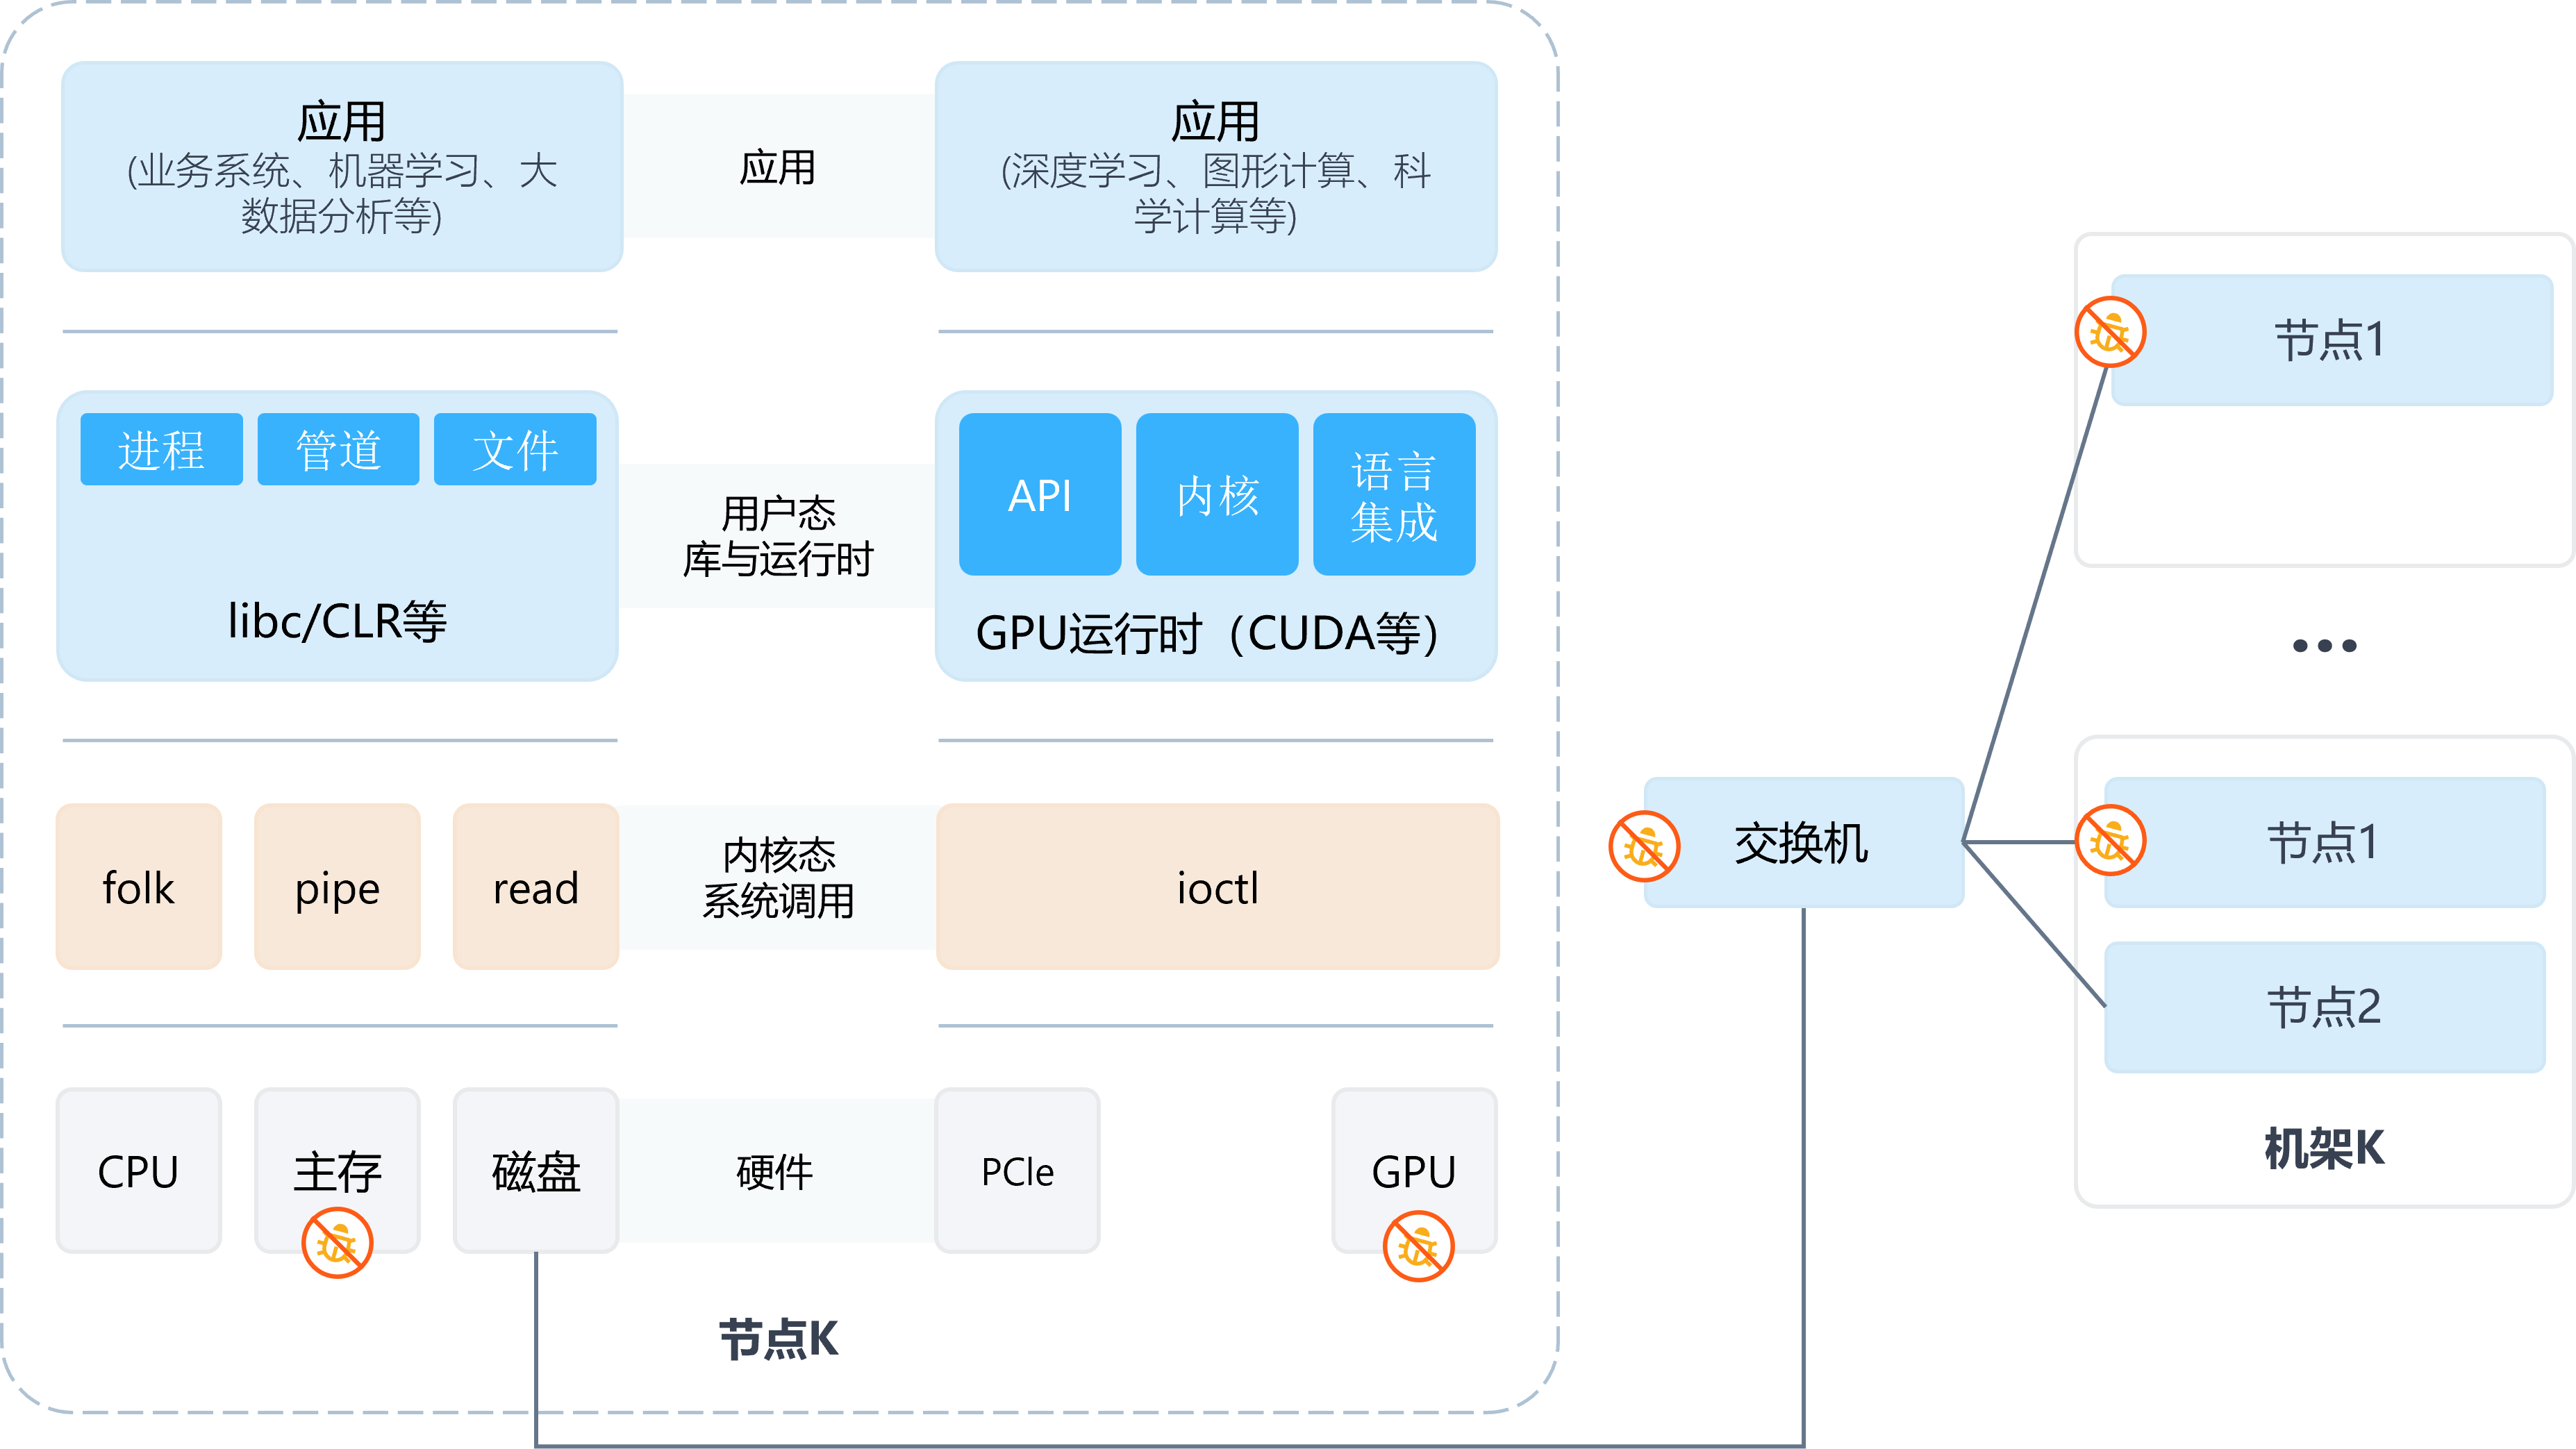 应用
(业务系统、机器学习、大
数据分析等)
应用
应用
(深度学习、图形计算、科
学计算等)
进程
管道
文件
libc/CLR等
用户态
库与运行时
API
内核
语言
集成
GPU运行时（CUDA等）
folk
pipe
read
内核态
系统调用
ioctl
CPU
主存
磁盘
硬件
PCle
GPU
节点K
交换机
节点1
...
节点1
节点2
机架K